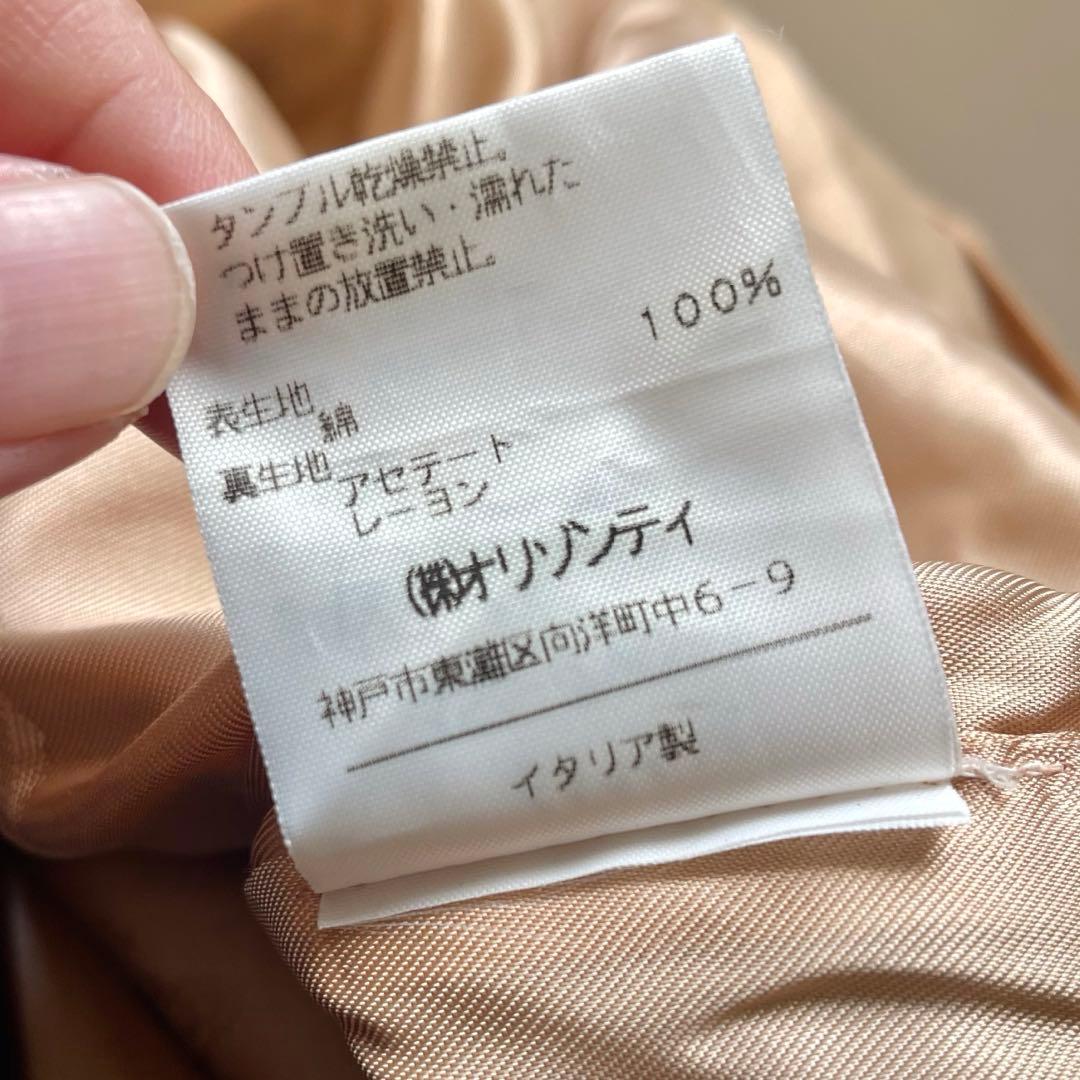 タンブル乾燥禁止。
つけ置き洗い・濡れた
ままの放置禁止。
100%
表生地
綿
裏生地
アセテート
レーヨン
(株)オリゾンティ
神戸市東灘区向洋町中6-9
イタリア製